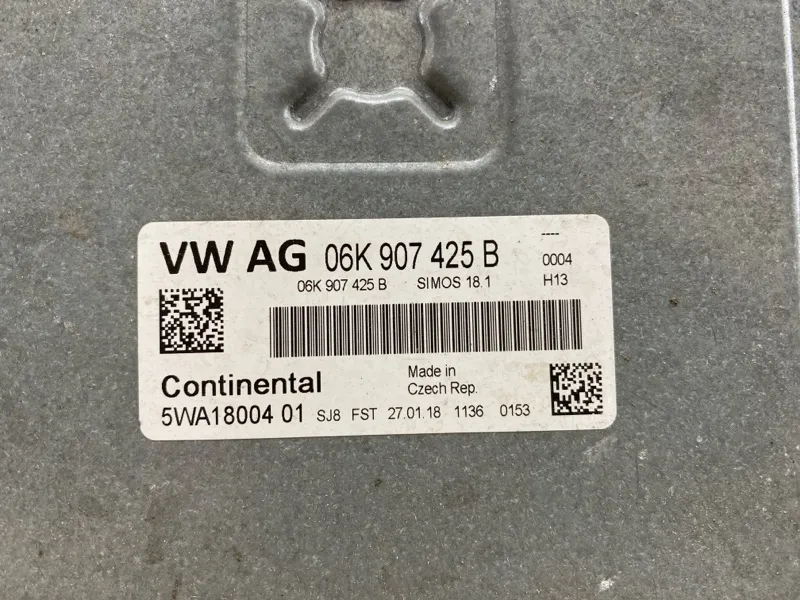 ----
VW AG 06K 907 425 B 0004
06K 907 425 B SIMOS 18.1 H13
Continental
Made in
Czech Rep.
5WA18004 01 SJ8 FST 27.01.18 1136 0153